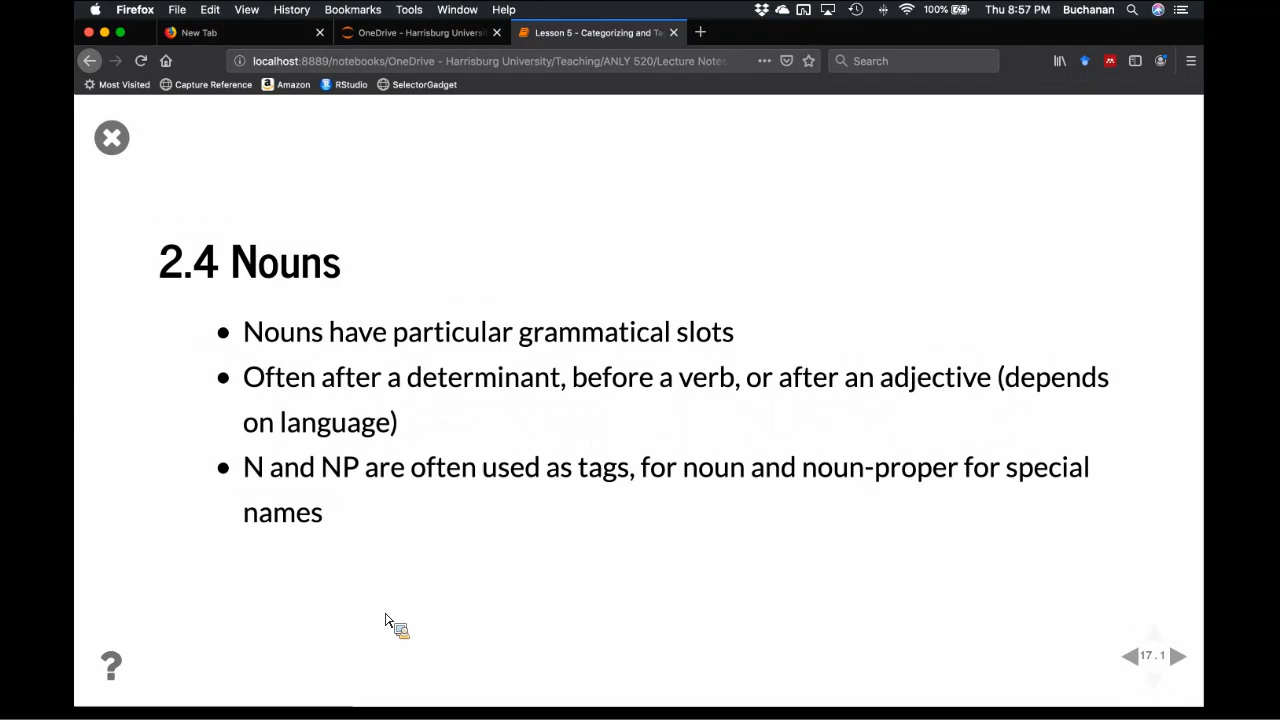 Firefox File Edit View History Bookmarks Tools Window Help 100% Thu 8:57 PM Buchanan
New Tab OneDrive - Harrisburg Universi Lesson 5 - Categorizing and Ta
localhost:8889/notebooks/OneDrive - Harrisburg University/Teaching/ANLY 520/Lecture Notes Search
Most Visited Capture Reference Amazon RStudio SelectorGadget
2.4 Nouns
• Nouns have particular grammatical slots
• Often after a determinant, before a verb, or after an adjective (depends
on language)
• N and NP are often used as tags, for noun and noun-proper for special
names
?
17.1